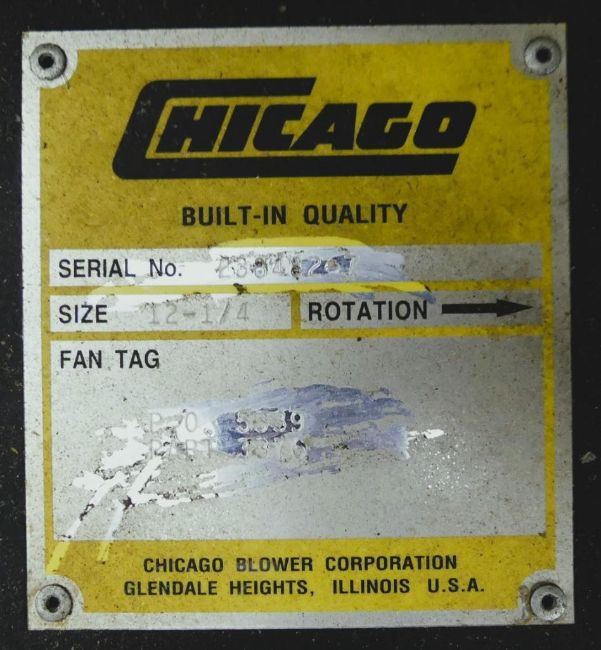 CHICAGO
BUILT-IN QUALITY
SERIAL No.
SIZE 12-1/4 ROTATION
FAN TAG
P.O.
PART
CHICAGO BLOWER CORPORATION
GLENDALE HEIGHTS, ILLINOIS U.S.A.